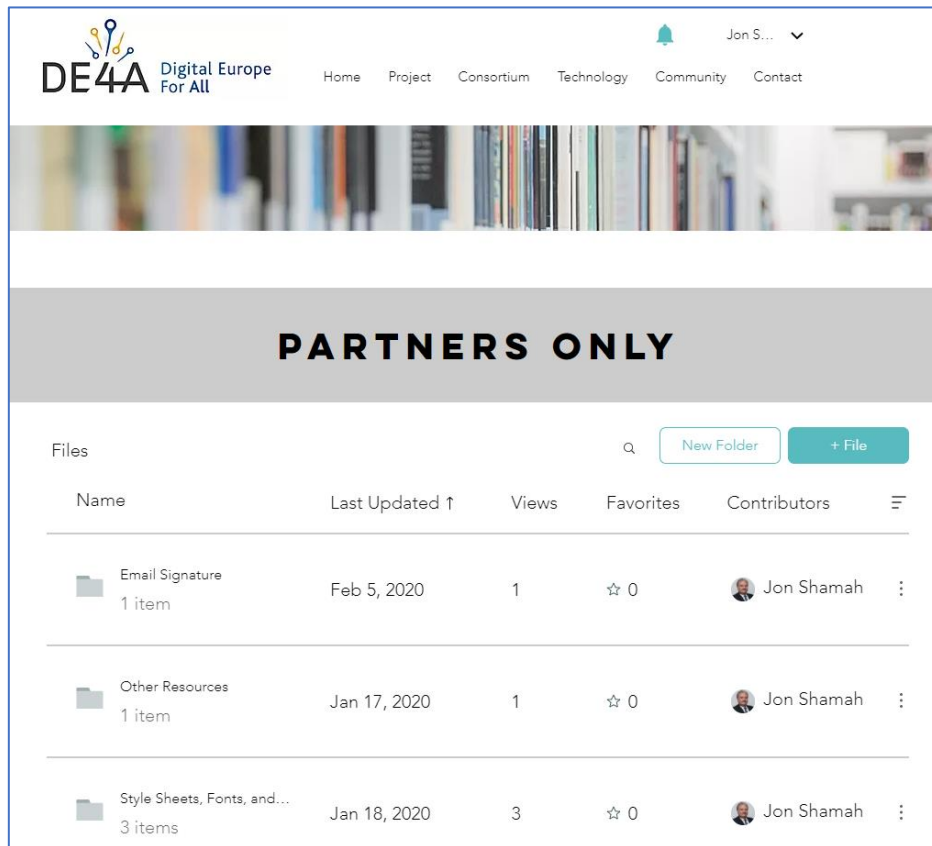 DE4A Digital Europe
For All
Jon S...
Home Project Consortium Technology Community Contact
PARTNERS ONLY
Files
New Folder
+ File
Name Last Updated ↑ Views Favorites Contributors
Email Signature
1 item
Feb 5, 2020 1 0 Jon Shamah
Other Resources
1 item
Jan 17, 2020 1 0 Jon Shamah
Style Sheets, Fonts, and...
3 items
Jan 18, 2020 3 0 Jon Shamah